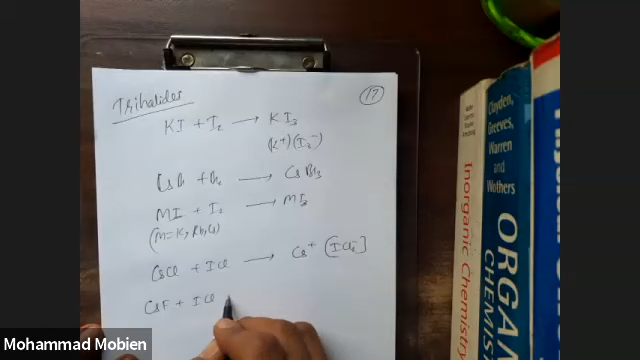 Trihalides
17
KI + I₂ → KI₃
(K⁺)(I₃⁻)
CsBr + Br₂ → CsBr₃
MI + I₂ → MI₃
(M = K, Rb, Cs)
CsCl + ICl → Cs⁺ [ICl₂⁻]
CsF + ICl
Inorganic Chemistry
Clayden,
Greeves,
Warren
and
Wothers
ORGAN
CHEMISTRY
Mohammad Mobien